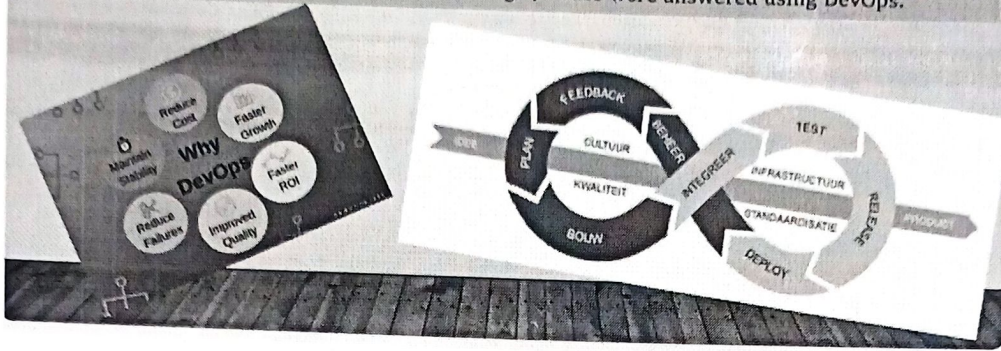 were answered using DevOps.
Reduce
Cost
Faster
Growth
Maintain
Stability
Why
DevOps
Faster
ROI
Reduce
Failures
Improved
Quality
FEEDBACK
PLAN
BOUW
BEHEER
INTEGREER
TEST
RELEASE
DEPLOY
IDEE
CULTUUR
KWALITEIT
INFRASTRUCTUUR
STANDAARDISATIE
PRODUCT